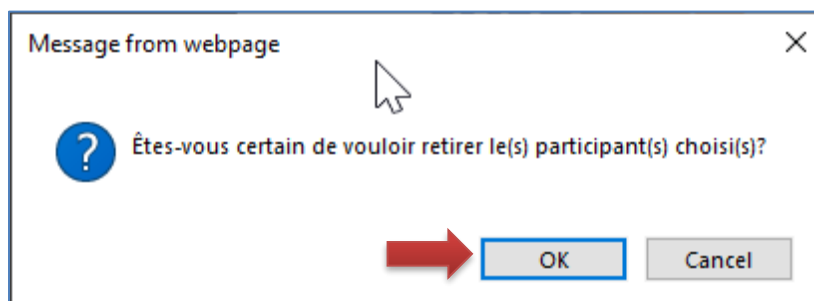 Message from webpage
?
Êtes-vous certain de vouloir retirer le(s) participant(s) choisi(s)?
OK
Cancel